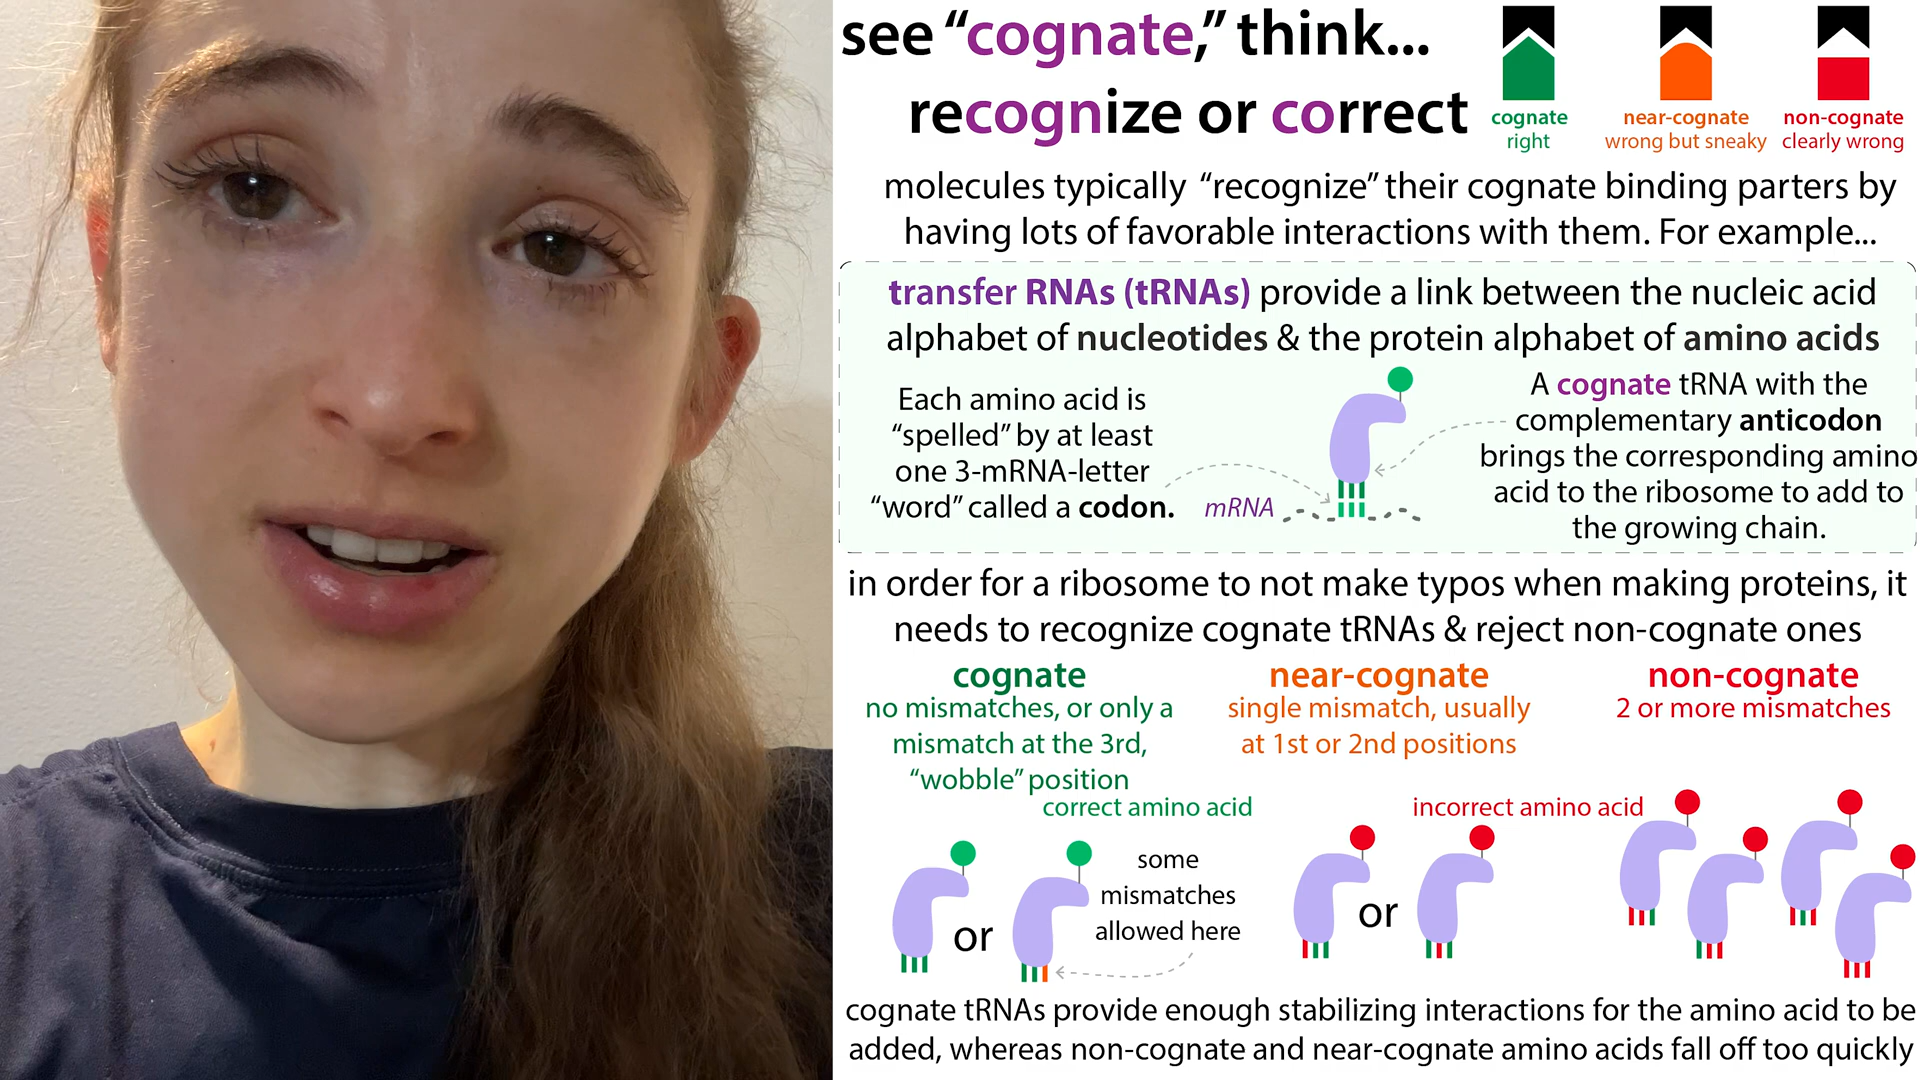 see “cognate,” think...
recognize or correct
cognate
right
near-cognate
wrong but sneaky
non-cognate
clearly wrong
molecules typically “recognize” their cognate binding parters by
having lots of favorable interactions with them. For example...
transfer RNAs (tRNAs) provide a link between the nucleic acid
alphabet of nucleotides & the protein alphabet of amino acids
Each amino acid is
“spelled” by at least
one 3-mRNA-letter
“word” called a codon.
mRNA
A cognate tRNA with the
complementary anticodon
brings the corresponding amino
acid to the ribosome to add to
the growing chain.
in order for a ribosome to not make typos when making proteins, it
needs to recognize cognate tRNAs & reject non-cognate ones
cognate
no mismatches, or only a
mismatch at the 3rd,
“wobble” position
near-cognate
single mismatch, usually
at 1st or 2nd positions
non-cognate
2 or more mismatches
correct amino acid
incorrect amino acid
or
some
mismatches
allowed here
or
cognate tRNAs provide enough stabilizing interactions for the amino acid to be
added, whereas non-cognate and near-cognate amino acids fall off too quickly